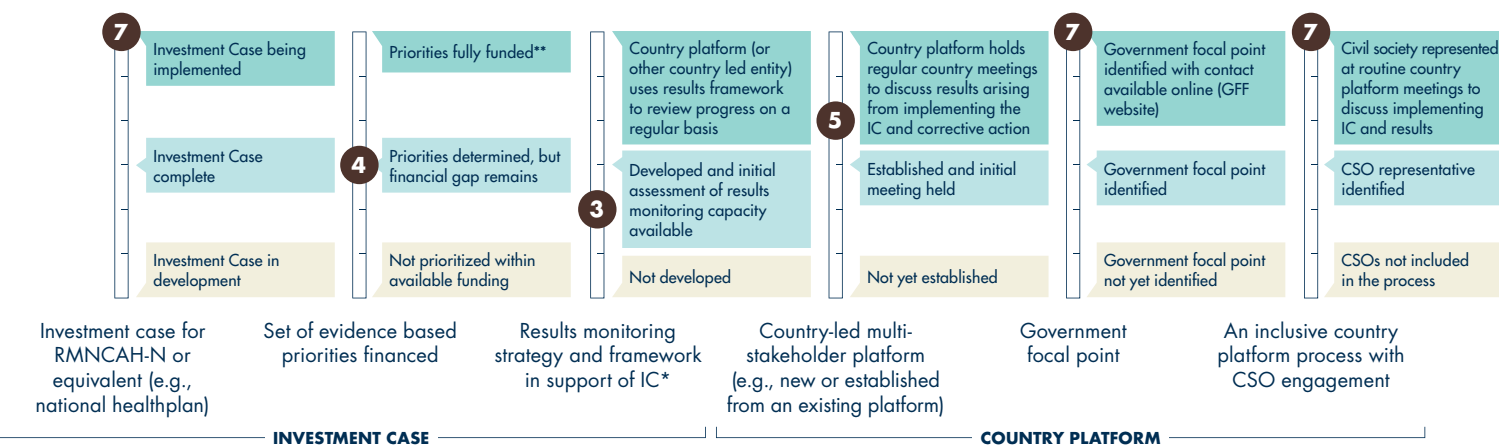 7
Investment Case being
implemented
Investment Case
complete
Investment Case in
development
Investment case for
RMNCAH-N or
equivalent (e.g.,
national healthplan)
4
Priorities fully funded**
Priorities determined, but
financial gap remains
Not prioritized within
available funding
Set of evidence based
priorities financed
3
Country platform (or
other country led entity)
uses results framework
to review progress on a
regular basis
Developed and initial
assessment of results
monitoring capacity
available
Not developed
Results monitoring
strategy and framework
in support of IC*
5
Country platform holds
regular country meetings
to discuss results arising
from implementing the
IC and corrective action
Established and initial
meeting held
Not yet established
Country-led multi-
stakeholder platform
(e.g., new or established
from an existing platform)
7
Government focal point
identified with contact
available online (GFF
website)
Government focal point
identified
Government focal point
not yet identified
Government
focal point
7
Civil society represented
at routine country
platform meetings to
discuss implementing
IC and results
CSO representative
identified
CSOs not included
in the process
An inclusive country
platform process with
CSO engagement
INVESTMENT CASE
COUNTRY PLATFORM